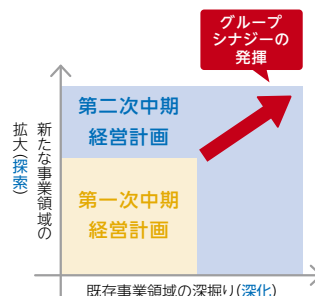 グループ
シナジーの
発揮
第二次中期
経営計画
第一次中期
経営計画
新たな事業領域の
拡大(探索)
既存事業領域の深掘り(深化)